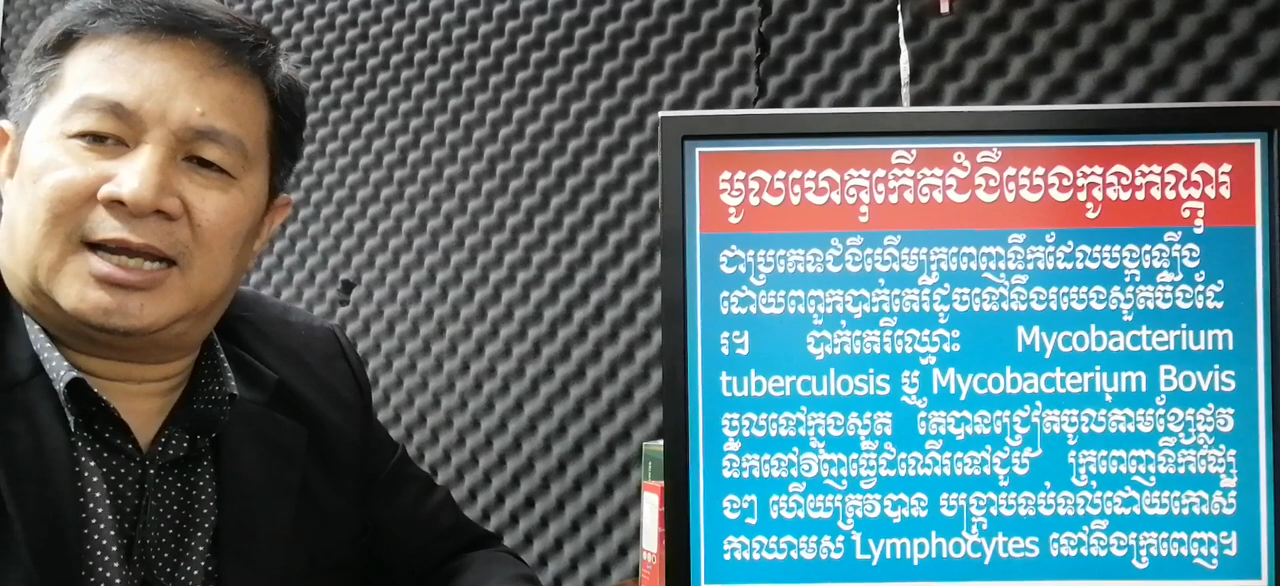 មូលហេតុកើតជំងឺបេងកូនកណ្តុរ
ជាប្រភេទជំងឺហើមក្រពេញទឹកដែលបង្កឡើង
ដោយពពួកបាក់តេរីដូចទៅនឹងរបេងសួតចឹងដែ
រ។ បាក់តេរីឈ្មោះ Mycobacterium
tuberculosis ឬ Mycobacterium Bovis
ចូលទៅក្នុងសួត តែបានជ្រៀតចូលតាមខ្សែផ្លូវ
ទឹកទៅវិញធ្វើដំណើរទៅជួប ក្រពេញទឹកផ្សេ
ងៗ ហើយត្រូវបាន បង្ក្រាបទប់ទល់ដោយកោសិ
កាឈាមស Lymphocytes នៅនឹងក្រពេញ។